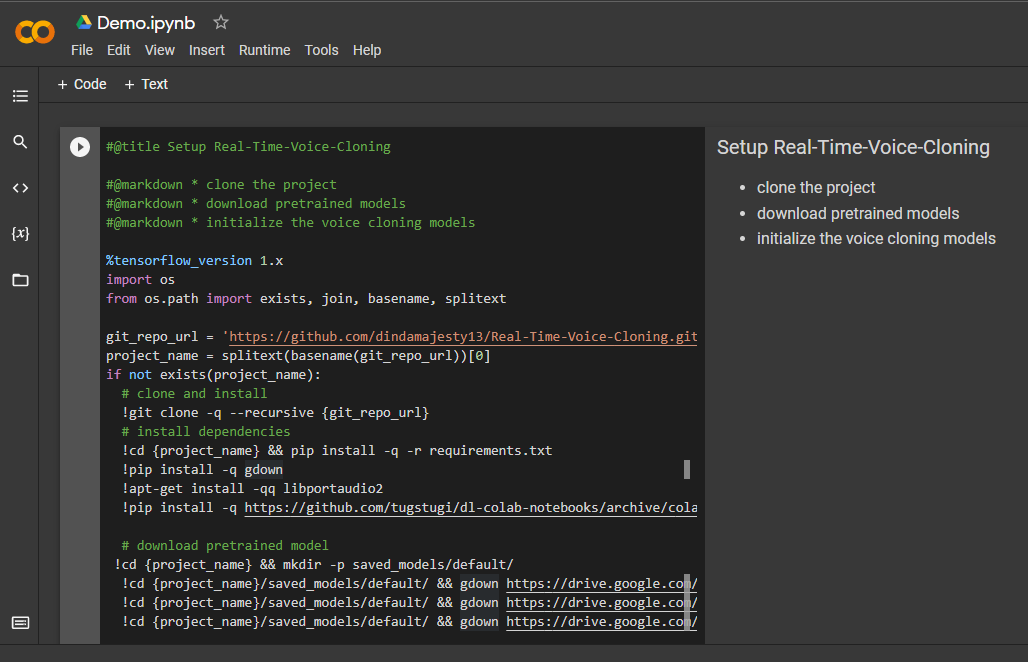 Demo.ipynb
File Edit View Insert Runtime Tools Help
+ Code + Text
#@title Setup Real-Time-Voice-Cloning
#@markdown * clone the project
#@markdown * download pretrained models
#@markdown * initialize the voice cloning models
%tensorflow_version 1.x
import os
from os.path import exists, join, basename, splitext
git_repo_url = 'https://github.com/dindamajesty13/Real-Time-Voice-Cloning.git
project_name = splitext(basename(git_repo_url))[0]
if not exists(project_name):
# clone and install
!git clone -q --recursive {git_repo_url}
# install dependencies
!cd {project_name} && pip install -q -r requirements.txt
!pip install -q gdown
!apt-get install -qq libportaudio2
!pip install -q https://github.com/tugstugi/dl-colab-notebooks/archive/cola
# download pretrained model
!cd {project_name} && mkdir -p saved_models/default/
!cd {project_name}/saved_models/default/ && gdown https://drive.google.com/
!cd {project_name}/saved_models/default/ && gdown https://drive.google.com/
!cd {project_name}/saved_models/default/ && gdown https://drive.google.com/
Setup Real-Time-Voice-Cloning
• clone the project
• download pretrained models
• initialize the voice cloning models
{x}